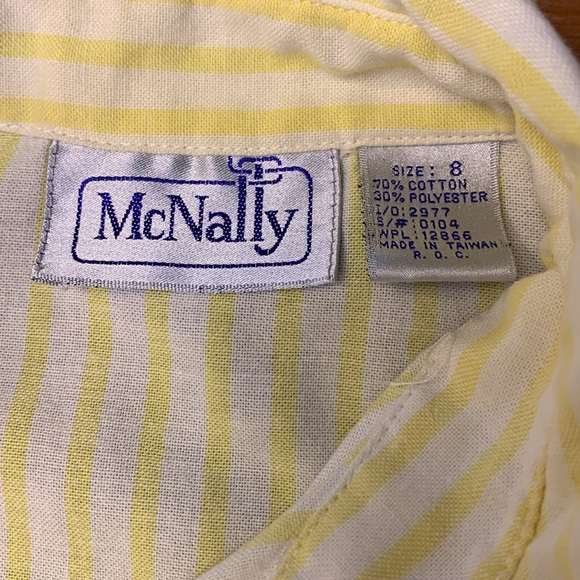 McNally
SIZE: 8
70% COTTON
30% POLYESTER
I/O: 2977
S/#: 0104
WPL: 12866
MADE IN TAIWAN
R. O. C.